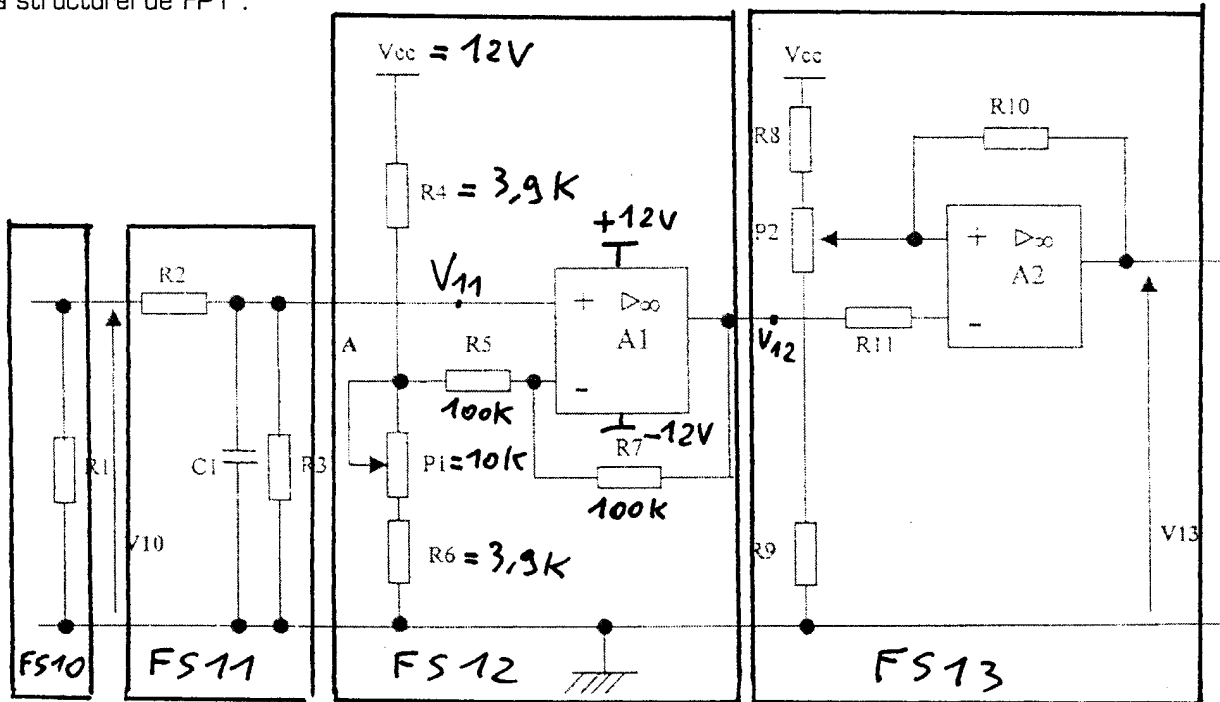 a structurel de FP1 .
Vcc = 12V
R4 = 3,9K
+12V
V11
+ ▷∞
A1
-
-12V
A
R5
100K
P1 =10K
R7
100K
R6 = 3,9K
R2
C1
R3
R1
V10
FS10
FS11
FS12
Vcc
R8
R10
P2
+ ▷∞
A2
-
V12
R11
R9
V13
FS13